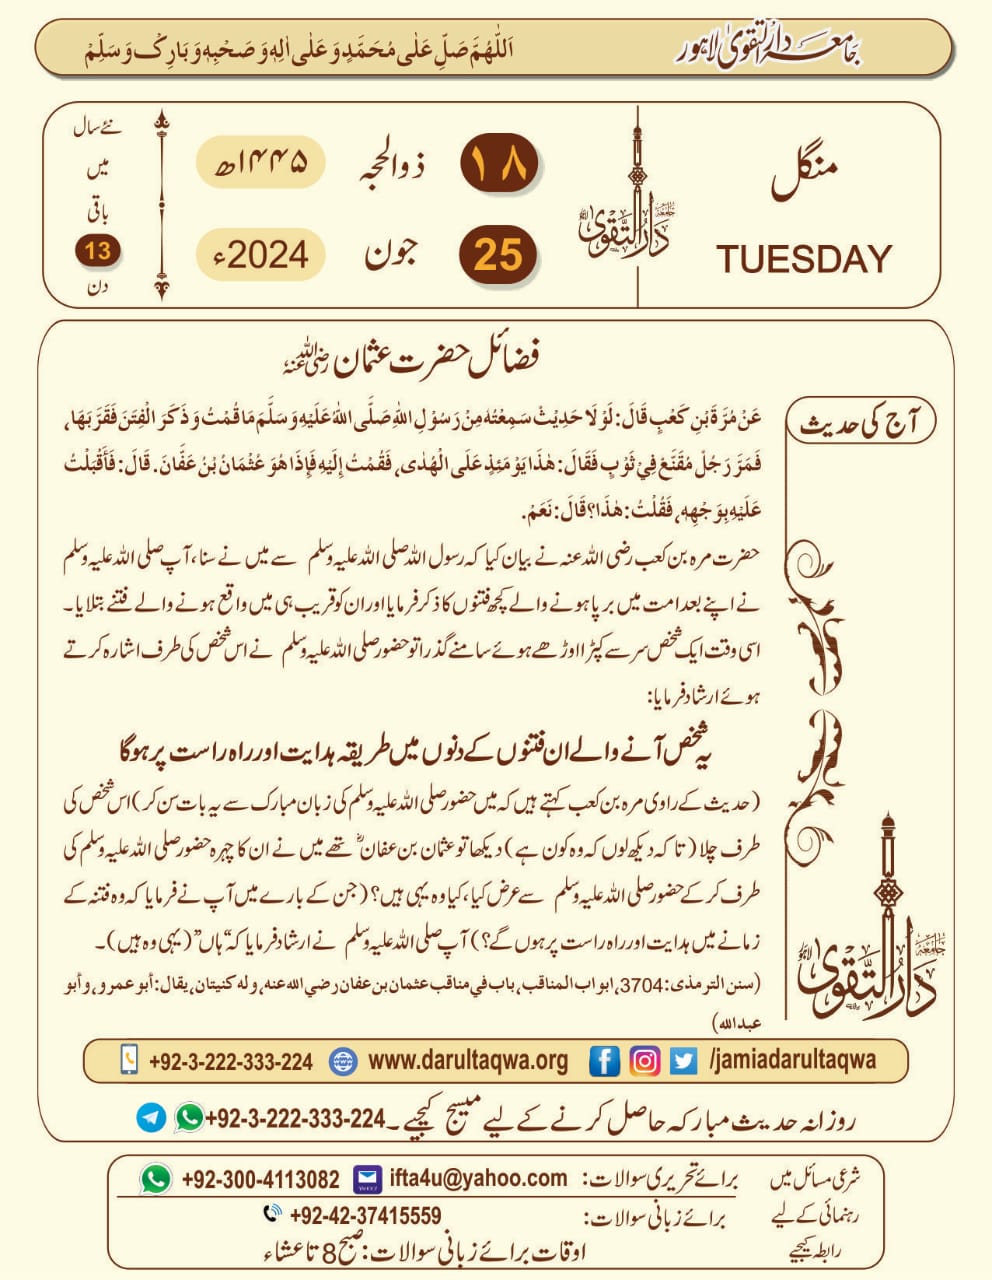 جامعہ دارالتقویٰ لاہور
اَللّٰهُمَّ صَلِّ عَلٰى مُحَمَّدٍ وَعَلٰى اٰلِهٖ وَصَحْبِهٖ وَبَارِكْ وَسَلِّمْ
منگل
TUESDAY
جامعہ دارالتقویٰ لاہور
۱۸ ذوالحجہ ۱۴۴۵ھ
25 جون 2024ء
نئے سال
میں
باقی
13
دن
فضائل حضرت عثمان رضی اللہ عنہ
آج کی حدیث
عَنْ مُرَّةَ بْنِ كَعْبٍ قَالَ: لَوْ لَا حَدِيْثٌ سَمِعْتُهٗ مِنْ رَسُوْلِ اللهِ صَلَّى اللهُ عَلَيْهِ وَسَلَّمَ مَا قُمْتُ وَذَكَرَ الْفِتَنَ فَقَرَّبَهَا،
فَمَرَّ رَجُلٌ مُقَنَّعٌ فِيْ ثَوْبٍ فَقَالَ: هٰذَا يَوْمَئِذٍ عَلَى الْهُدٰى، فَقُمْتُ إِلَيْهِ فَإِذَا هُوَ عُثْمَانُ بْنُ عَفَّانَ. قَالَ: فَأَقْبَلْتُ
عَلَيْهِ بِوَجْهِهٖ، فَقُلْتُ: هٰذَا؟ قَالَ: نَعَمْ.
حضرت مرہ بن کعب رضی اللہ عنہ نے بیان کیا کہ رسول اللہ صلی اللہ علیہ وسلم سے میں نے سنا، آپ صلی اللہ علیہ وسلم
نے اپنے بعد امت میں برپا ہونے والے کچھ فتنوں کا ذکر فرمایا اور ان کو قریب ہی میں واقع ہونے والے فتنے بتلایا۔
اسی وقت ایک شخص سر سے کپڑا اوڑھے ہوئے سامنے گذرا تو حضور صلی اللہ علیہ وسلم نے اس شخص کی طرف اشارہ کرتے
ہوئے ارشاد فرمایا:
یہ شخص آنے والے ان فتنوں کے دنوں میں طریقہ ہدایت اور راہ راست پر ہوگا
(حدیث کے راوی مرہ بن کعب کہتے ہیں کہ میں حضور صلی اللہ علیہ وسلم کی زبان مبارک سے یہ بات سن کر) اس شخص کی
طرف چلا (تاکہ دیکھ لوں کہ وہ کون ہے) دیکھا تو عثمان بن عفانؓ تھے میں نے ان کا چہرہ حضور صلی اللہ علیہ وسلم کی
طرف کر کے حضور صلی اللہ علیہ وسلم سے عرض کیا، کیا وہ یہی ہیں؟ (جن کے بارے میں آپ نے فرمایا کہ وہ فتنہ کے
زمانے میں ہدایت اور راہ راست پر ہوں گے؟) آپ صلی اللہ علیہ وسلم نے ارشاد فرمایا کہ "ہاں" (یہی وہ ہیں)۔
(سنن الترمذی: 3704، ابواب المناقب، باب في مناقب عثمان بن عفان رضي الله عنه، وله كنيتان، يقال: أبو عمرو، وأبو
عبدالله)
جامعہ دارالتقویٰ لاہور
+92-3-222-333-224 www.darultaqwa.org /jamiadarultaqwa
روزانہ حدیث مبارکہ حاصل کرنے کے لیے میسج کیجیے۔ +92-3-222-333-224
شرعی مسائل میں
رہنمائی کے لیے
رابطہ کیجیے
برائے تحریری سوالات: ifta4u@yahoo.com +92-300-4113082
برائے زبانی سوالات: +92-42-37415559
اوقات برائے زبانی سوالات: صبح 8 تا عشاء